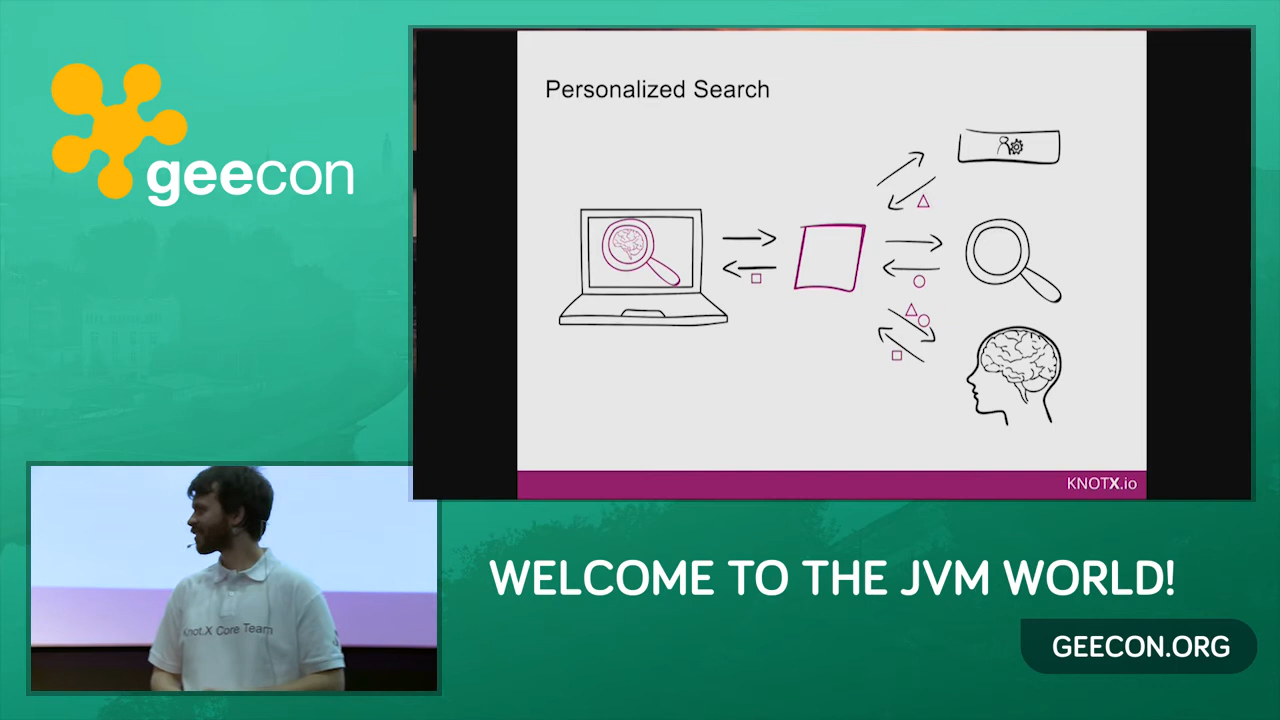 geecon
Personalized Search
KNOTX.io
Knot.X Core Team
WELCOME TO THE JVM WORLD!
GEECON.ORG